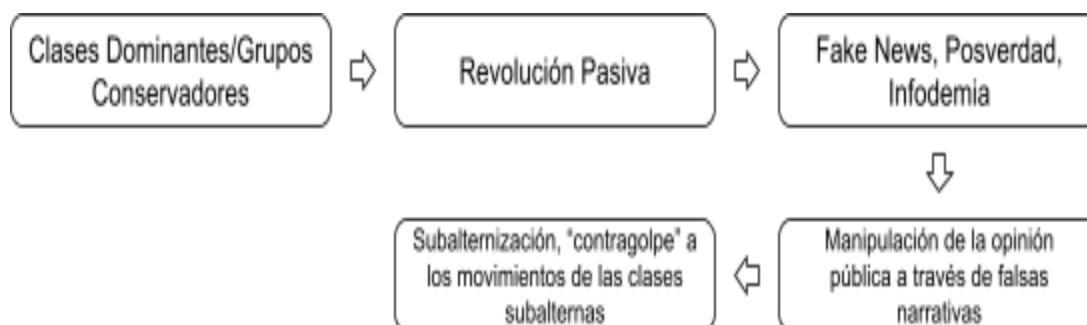 Clases Dominantes/Grupos
Conservadores
Revolución Pasiva
Fake News, Posverdad,
Infodemia
Manipulación de la opinión
pública a través de falsas
narrativas
Subalternización, “contragolpe” a
los movimientos de las clases
subalternas